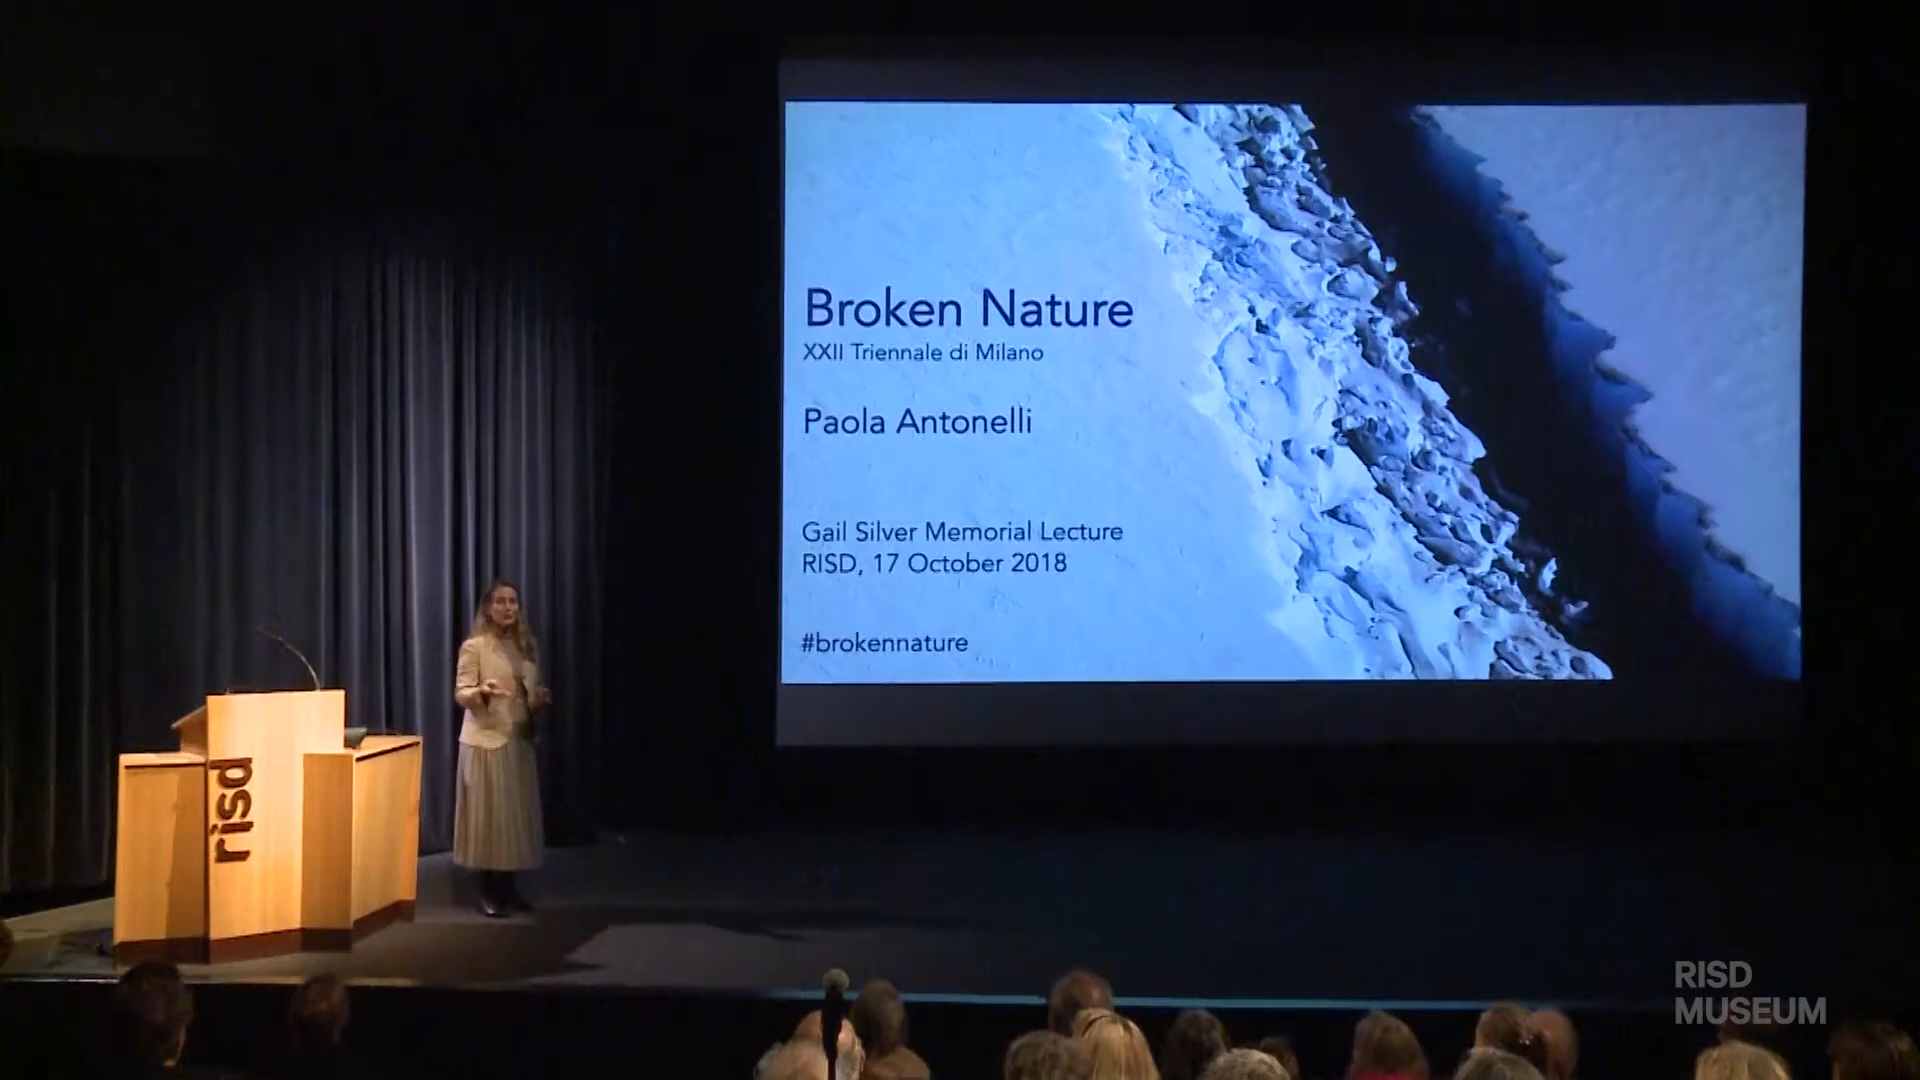 Broken Nature
XXII Triennale di Milano
Paola Antonelli
Gail Silver Memorial Lecture
RISD, 17 October 2018
#brokennature
risd
RISD
MUSEUM